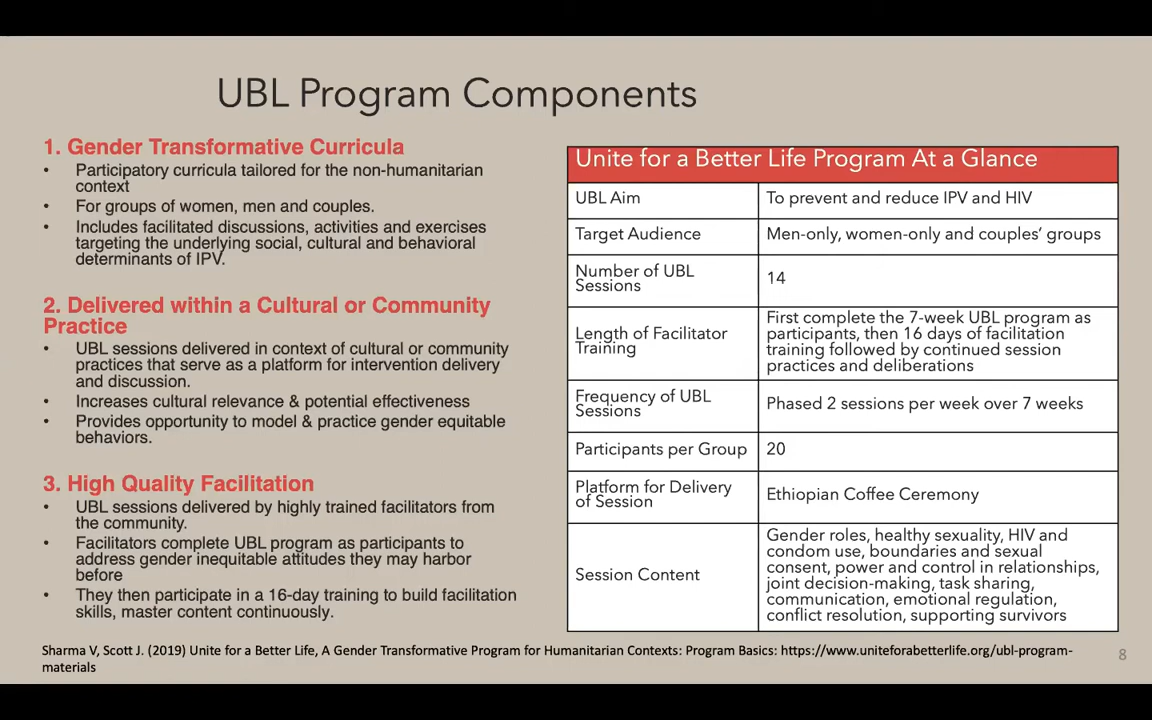 UBL Program Components
1. Gender Transformative Curricula
• Participatory curricula tailored for the non-humanitarian
context
• For groups of women, men and couples.
• Includes facilitated discussions, activities and exercises
targeting the underlying social, cultural and behavioral
determinants of IPV.
2. Delivered within a Cultural or Community
Practice
• UBL sessions delivered in context of cultural or community
practices that serve as a platform for intervention delivery
and discussion.
• Increases cultural relevance & potential effectiveness
• Provides opportunity to model & practice gender equitable
behaviors.
3. High Quality Facilitation
• UBL sessions delivered by highly trained facilitators from
the community.
• Facilitators complete UBL program as participants to
address gender inequitable attitudes they may harbor
before
• They then participate in a 16-day training to build facilitation
skills, master content continuously.
Unite for a Better Life Program At a Glance
UBL Aim
To prevent and reduce IPV and HIV
Target Audience
Men-only, women-only and couples' groups
Number of UBL
Sessions
14
Length of Facilitator
Training
First complete the 7-week UBL program as
participants, then 16 days of facilitation
training followed by continued session
practices and deliberations
Frequency of UBL
Sessions
Phased 2 sessions per week over 7 weeks
Participants per Group
20
Platform for Delivery
of Session
Ethiopian Coffee Ceremony
Session Content
Gender roles, healthy sexuality, HIV and
condom use, boundaries and sexual
consent, power and control in relationships,
joint decision-making, task sharing,
communication, emotional regulation,
conflict resolution, supporting survivors
Sharma V, Scott J. (2019) Unite for a Better Life, A Gender Transformative Program for Humanitarian Contexts: Program Basics: https://www.uniteforabetterlife.org/ubl-program-
materials
8